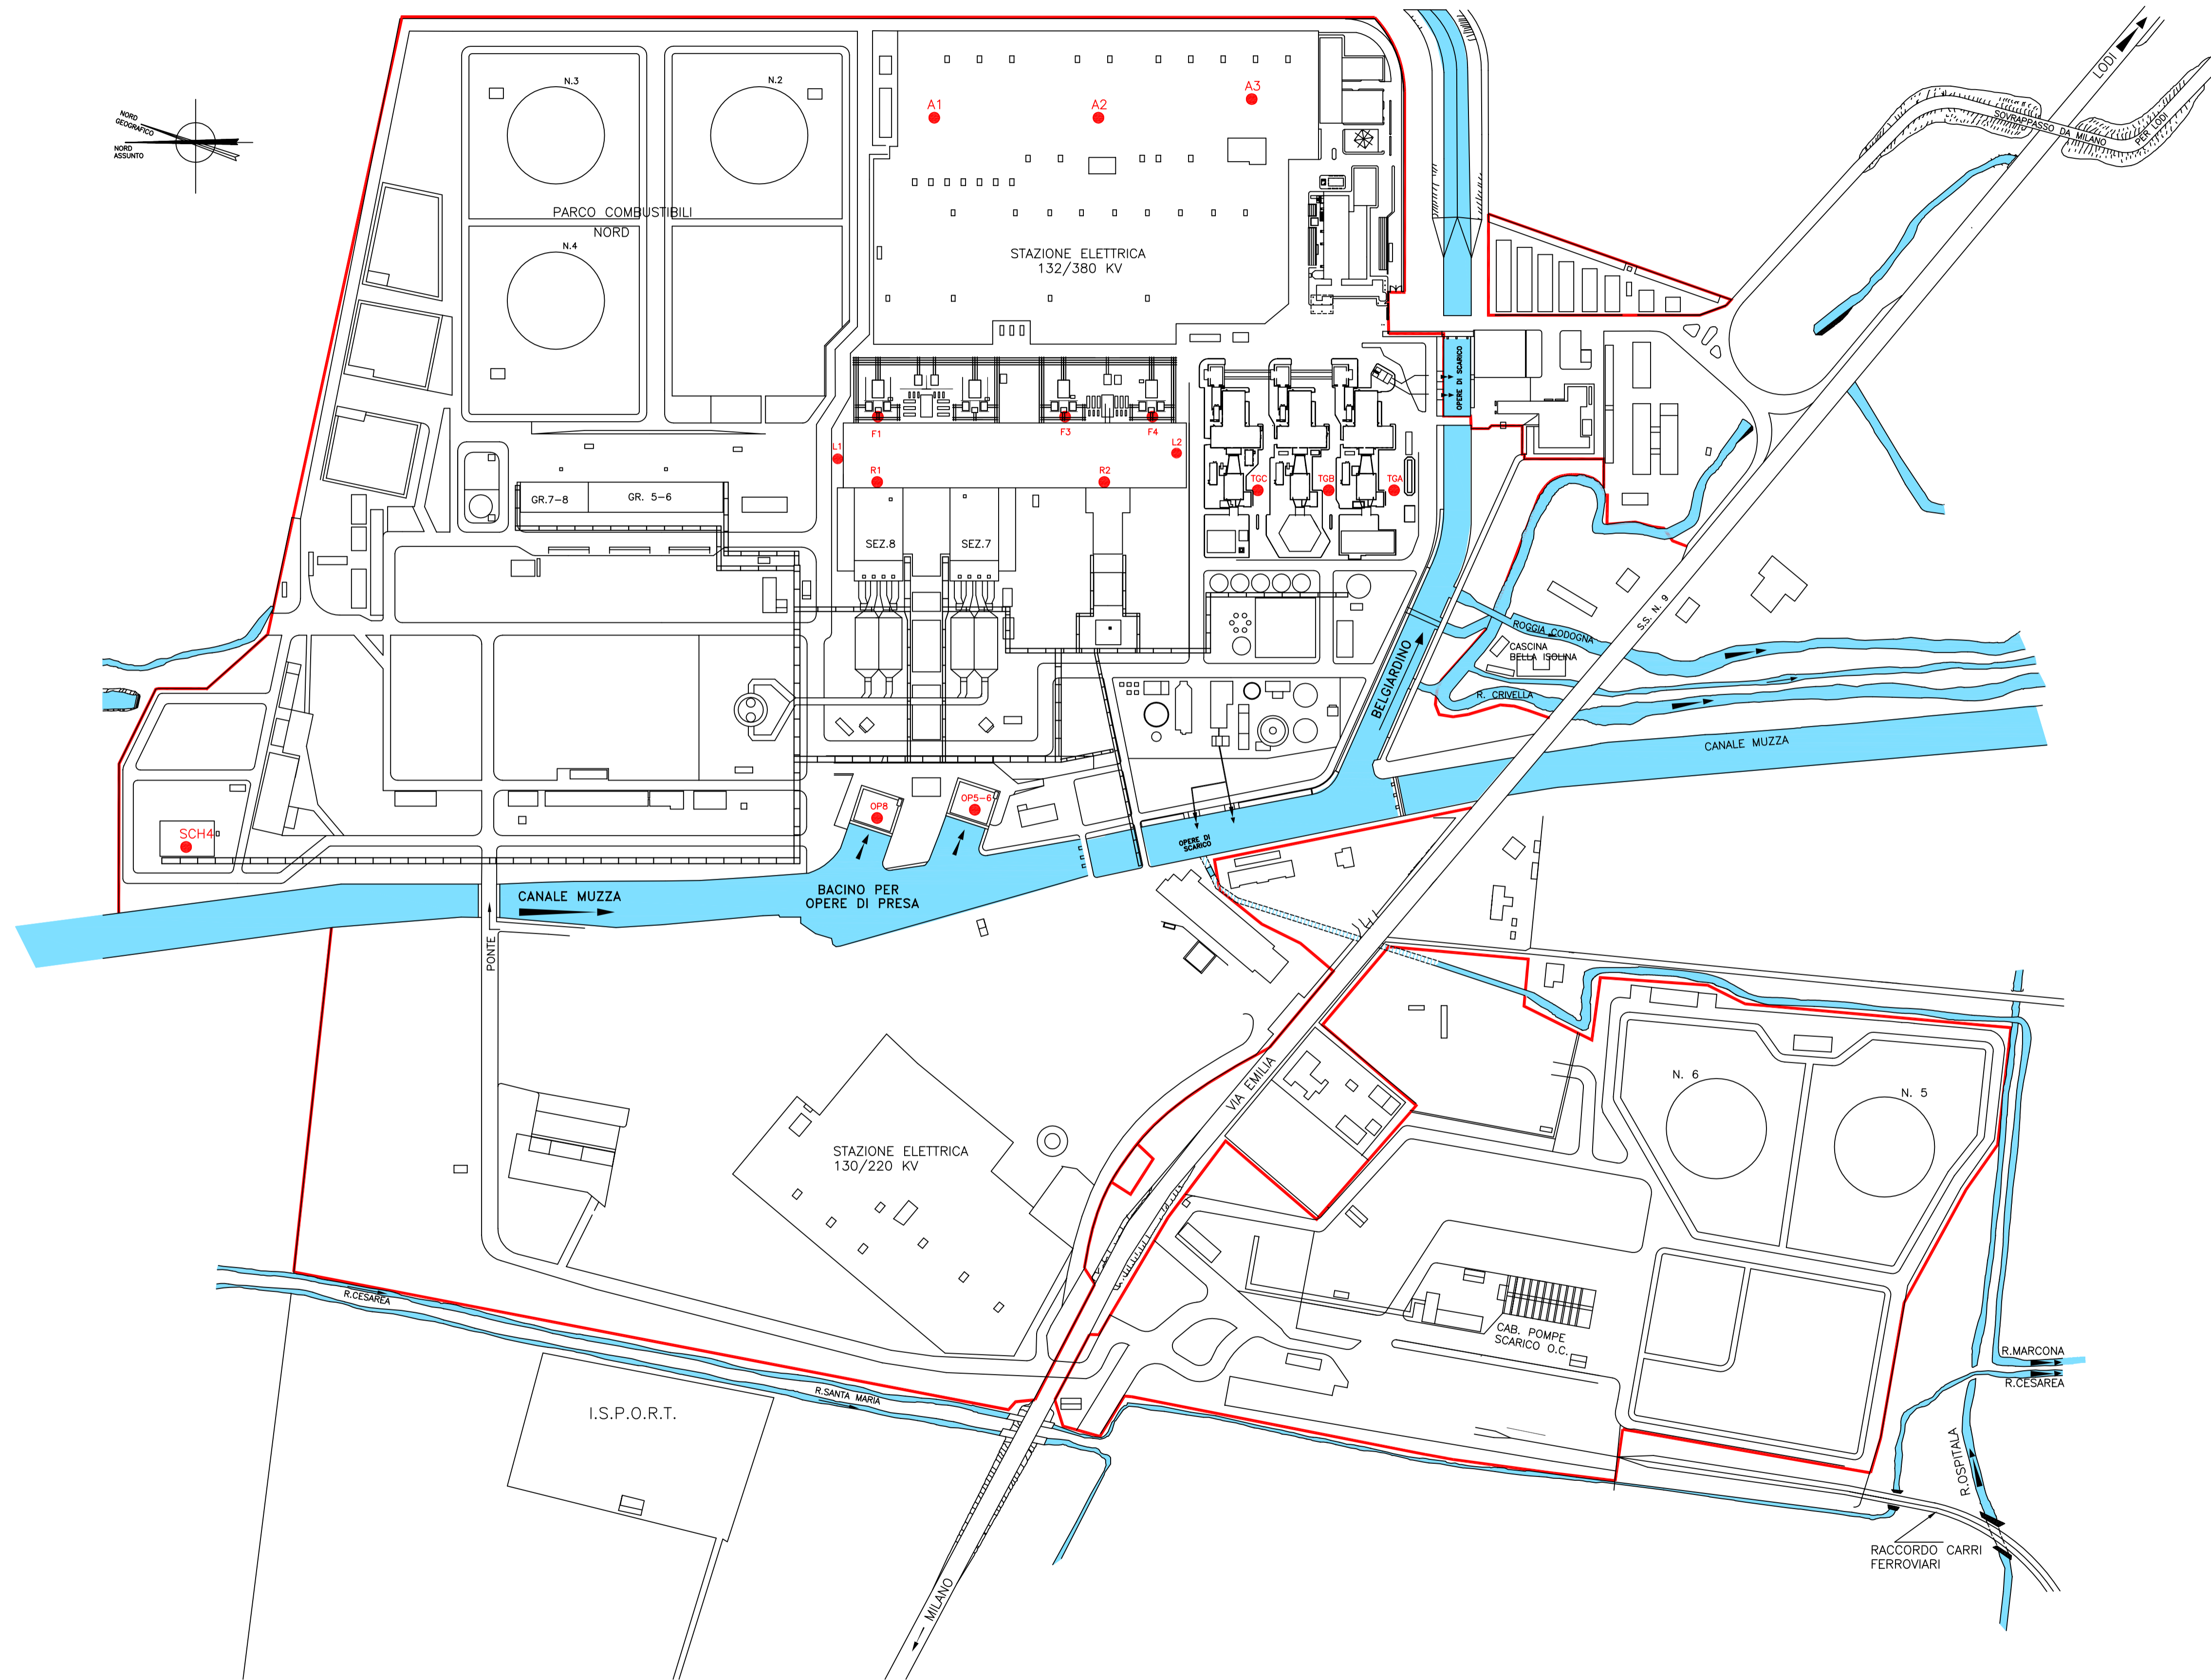 LODI
SOVRAPPASSO DA MILANO
PER LODI
NORD
GEOGRAFICO
NORD
ASSUNTO
N.3
N.2
A1
A2
A3
PARCO COMBUSTIBILI
NORD
N.4
STAZIONE ELETTRICA
132/380 KV
OPERE DI SCARICO
F1
F3
F4
L1
L2
R1
R2
TGC
TGB
TGA
GR.7-8
GR. 5-6
SEZ.8
SEZ.7
S.S. N. 9
ROGGIA CODOGNA
CASCINA
BELLA ISOLINA
R. CRIVELLA
BELGIARDINO
CANALE MUZZA
OP8
OP5-6
SCH4
OPERE DI
SCARICO
CANALE MUZZA
BACINO PER
OPERE DI PRESA
PONTE
VIA EMILIA
N. 6
N. 5
STAZIONE ELETTRICA
130/220 KV
R.CESAREA
R.SANTA MARIA
I.S.P.O.R.T.
CAB. POMPE
SCARICO O.C.
R.MARCONA
R.CESAREA
R.OSPITALA
RACCORDO CARRI
FERROVIARI
MILANO